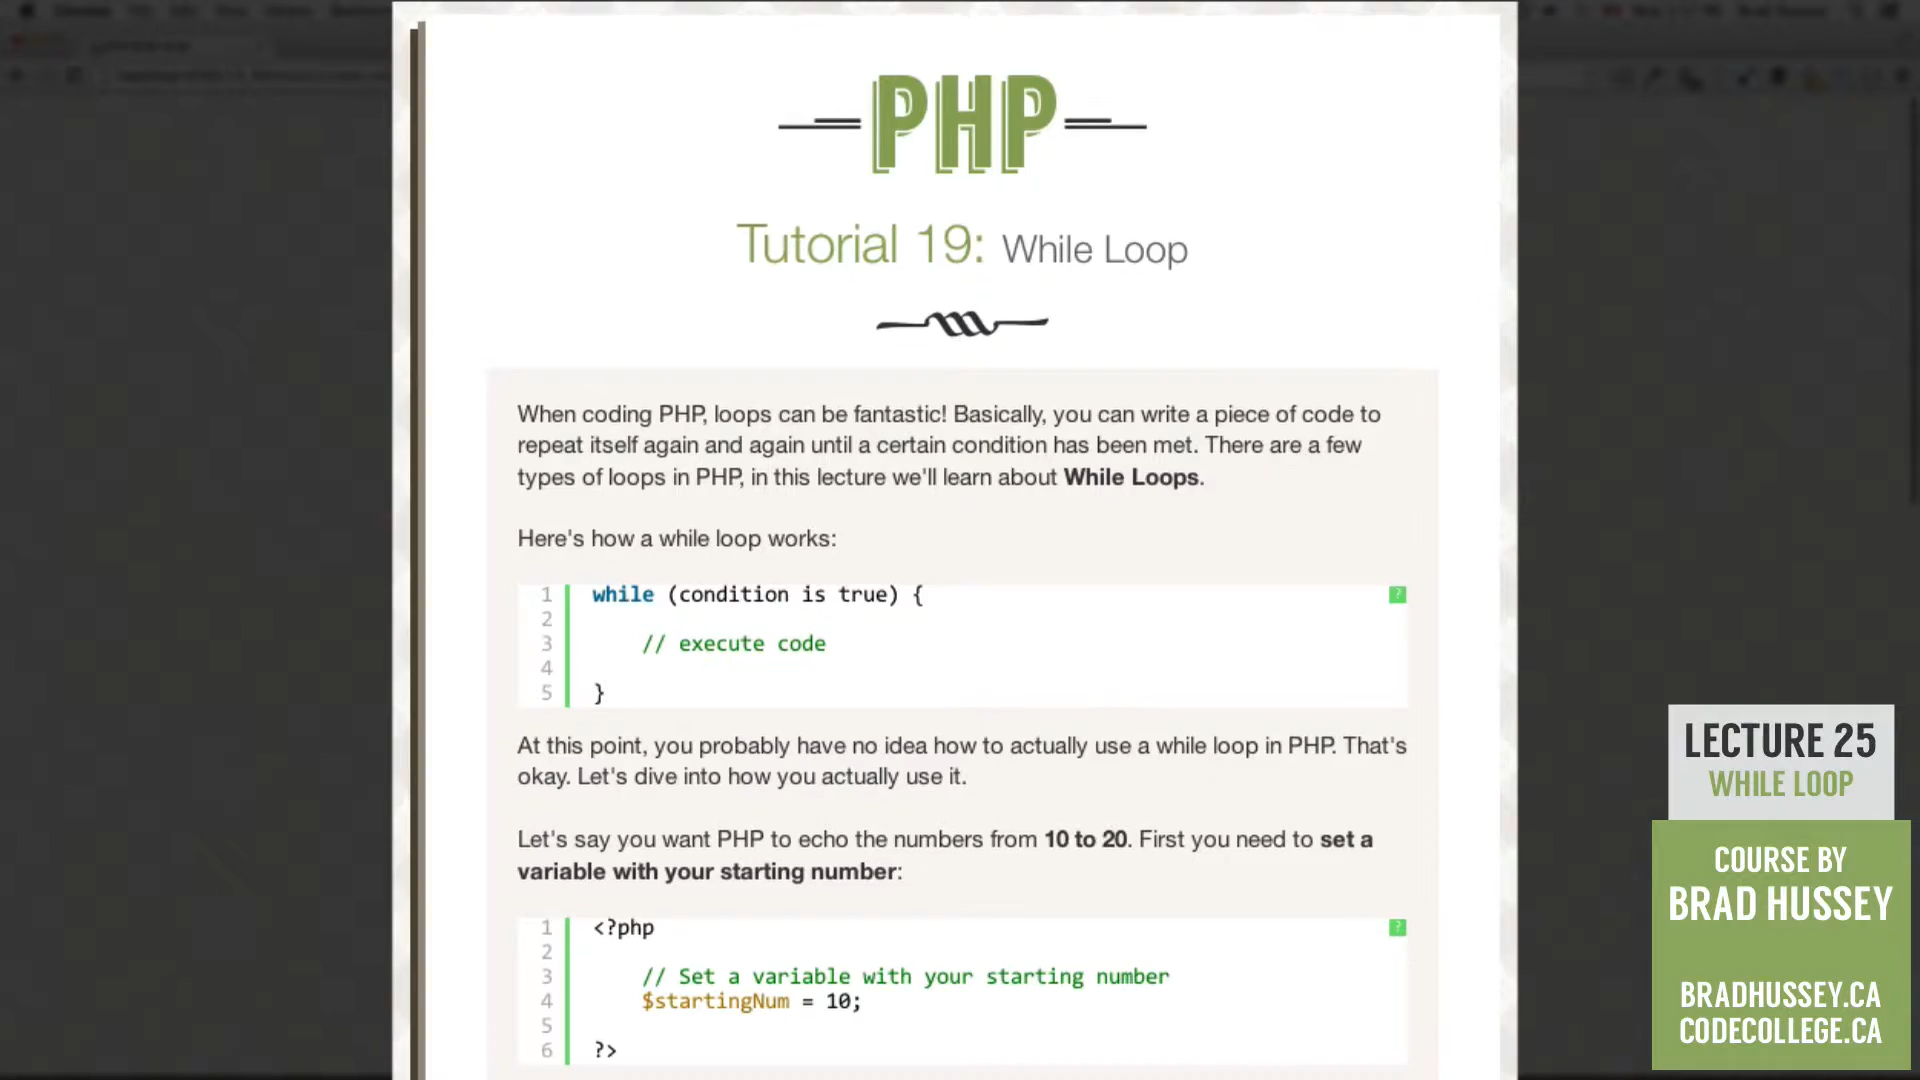 PHP
Tutorial 19: While Loop
When coding PHP, loops can be fantastic! Basically, you can write a piece of code to
repeat itself again and again until a certain condition has been met. There are a few
types of loops in PHP, in this lecture we'll learn about While Loops.
Here's how a while loop works:
1 while (condition is true) {
2
3 // execute code
4
5 }
At this point, you probably have no idea how to actually use a while loop in PHP. That's
okay. Let's dive into how you actually use it.
Let's say you want PHP to echo the numbers from 10 to 20. First you need to set a
variable with your starting number:
1 <?php
2
3 // Set a variable with your starting number
4 $startingNum = 10;
5
6 ?>
?
?
LECTURE 25
WHILE LOOP
COURSE BY
BRAD HUSSEY
BRADHUSSEY.CA
CODECOLLEGE.CA